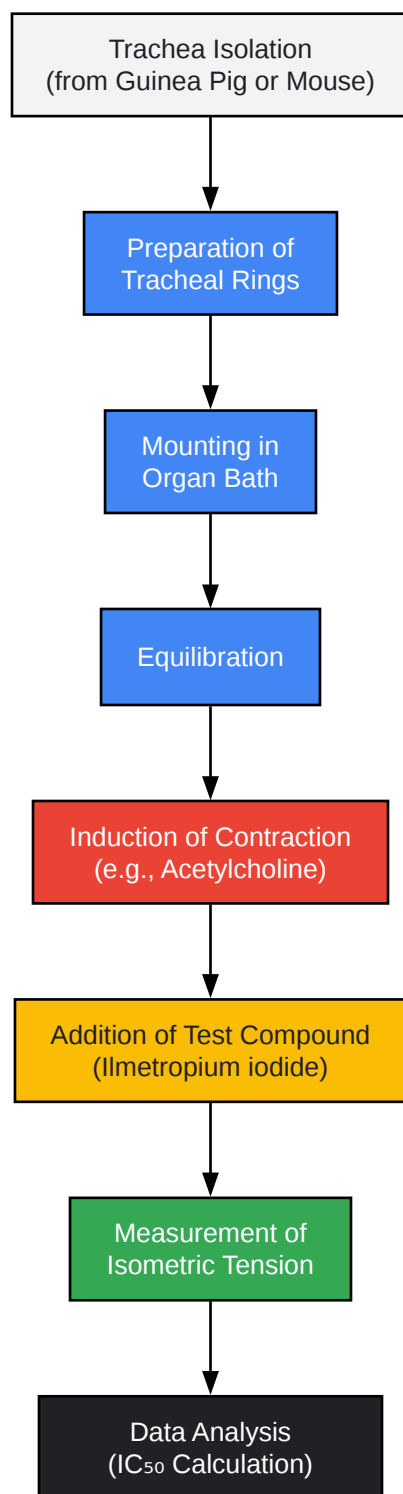 Trachea Isolation
(from Guinea Pig or Mouse)
Preparation of
Tracheal Rings
Mounting in
Organ Bath
Equilibration
Induction of Contraction
(e.g., Acetylcholine)
Addition of Test Compound
(Ilmetropium iodide)
Measurement of
Isometric Tension
Data Analysis
(IC₅₀ Calculation)